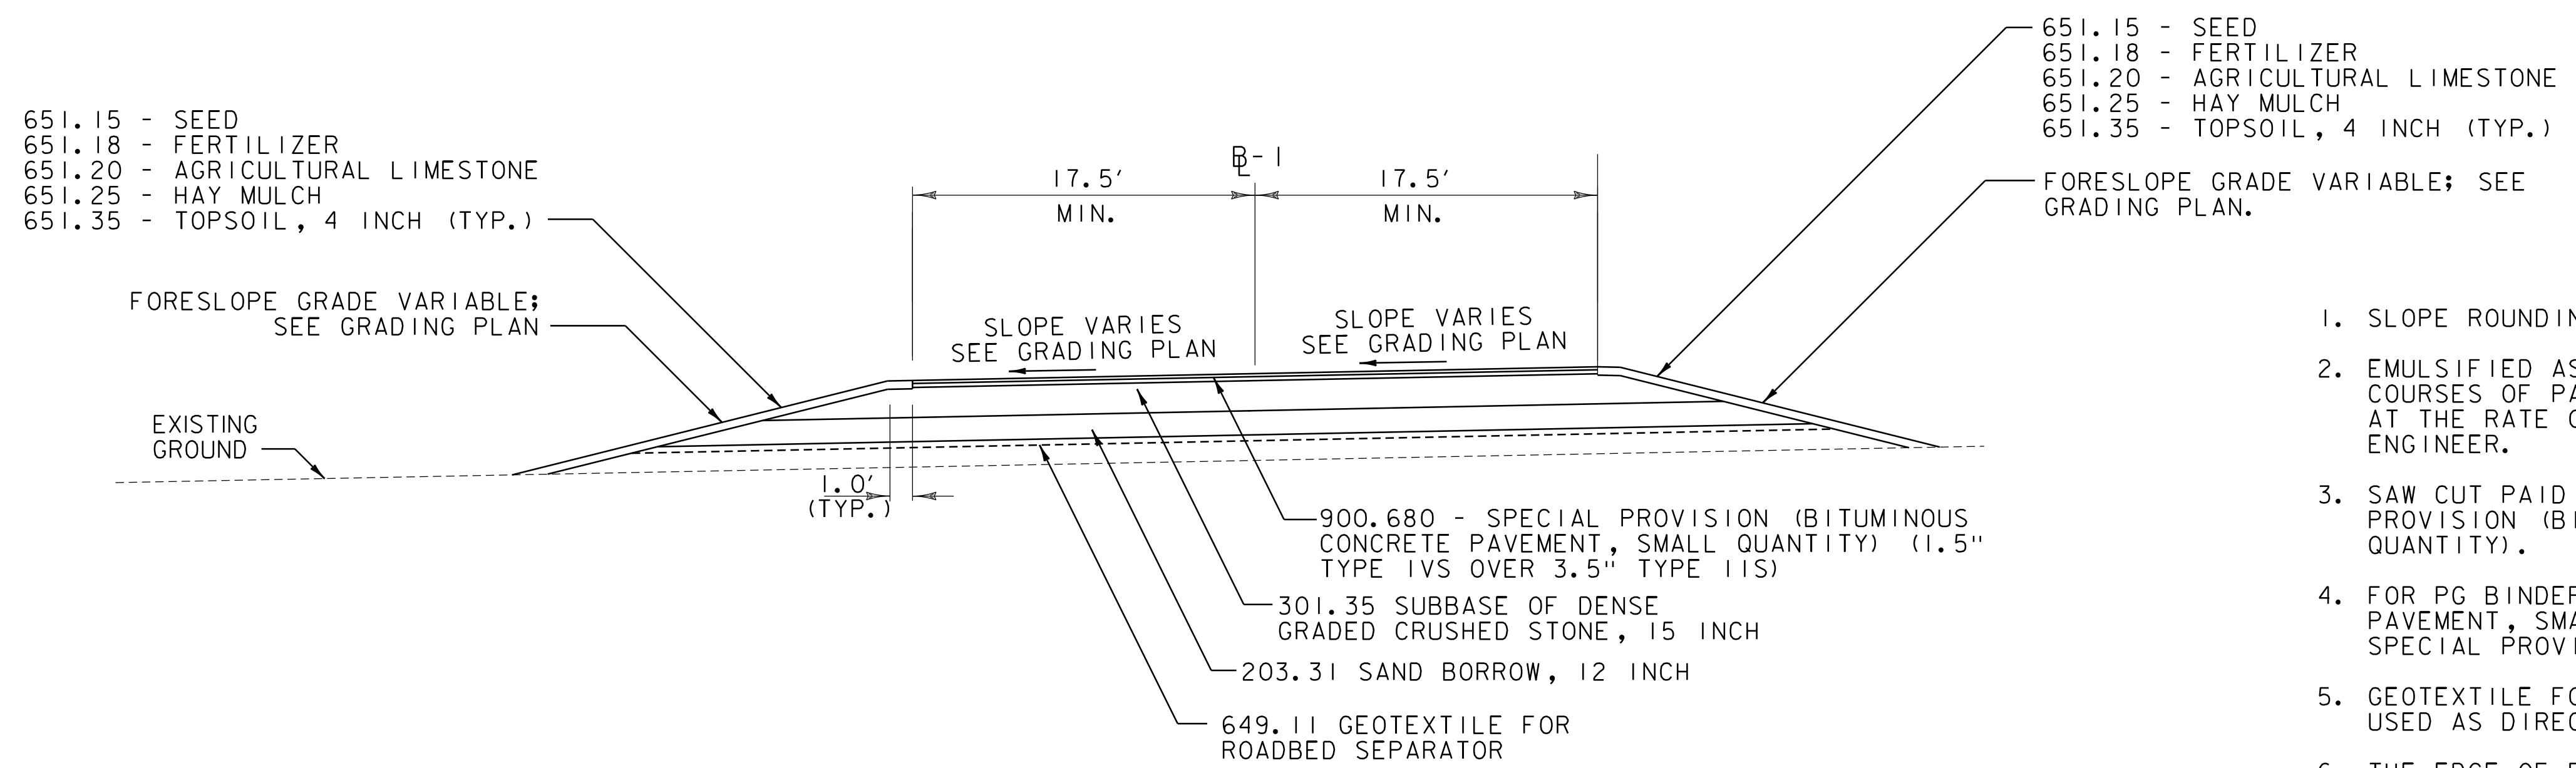 651.15 - SEED
651.18 - FERTILIZER
651.20 - AGRICULTURAL LIMESTONE
651.25 - HAY MULCH
651.35 - TOPSOIL, 4 INCH (TYP.)
FORESLOPE GRADE VARIABLE;
SEE GRADING PLAN
EXISTING
GROUND
BL-1
17.5'
MIN.
17.5'
MIN.
SLOPE VARIES
SEE GRADING PLAN
SLOPE VARIES
SEE GRADING PLAN
1.0'
(TYP.)
651.15 - SEED
651.18 - FERTILIZER
651.20 - AGRICULTURAL LIMESTONE
651.25 - HAY MULCH
651.35 - TOPSOIL, 4 INCH (TYP.)
FORESLOPE GRADE VARIABLE; SEE
GRADING PLAN.
900.680 - SPECIAL PROVISION (BITUMINOUS
CONCRETE PAVEMENT, SMALL QUANTITY) (1.5"
TYPE IVS OVER 3.5" TYPE IIS)
301.35 SUBBASE OF DENSE
GRADED CRUSHED STONE, 15 INCH
203.31 SAND BORROW, 12 INCH
649.11 GEOTEXTILE FOR
ROADBED SEPARATOR
1. SLOPE
2. EMULSIFIED
COURSES OF
AT THE RATE
ENGINEER.
3. SAW CUT PAID
PROVISION
QUANTITY).
4. FOR PG
PAVEMENT,
SPECIAL
5. GEOTEXTILE
USED AS
THE EDGE OF